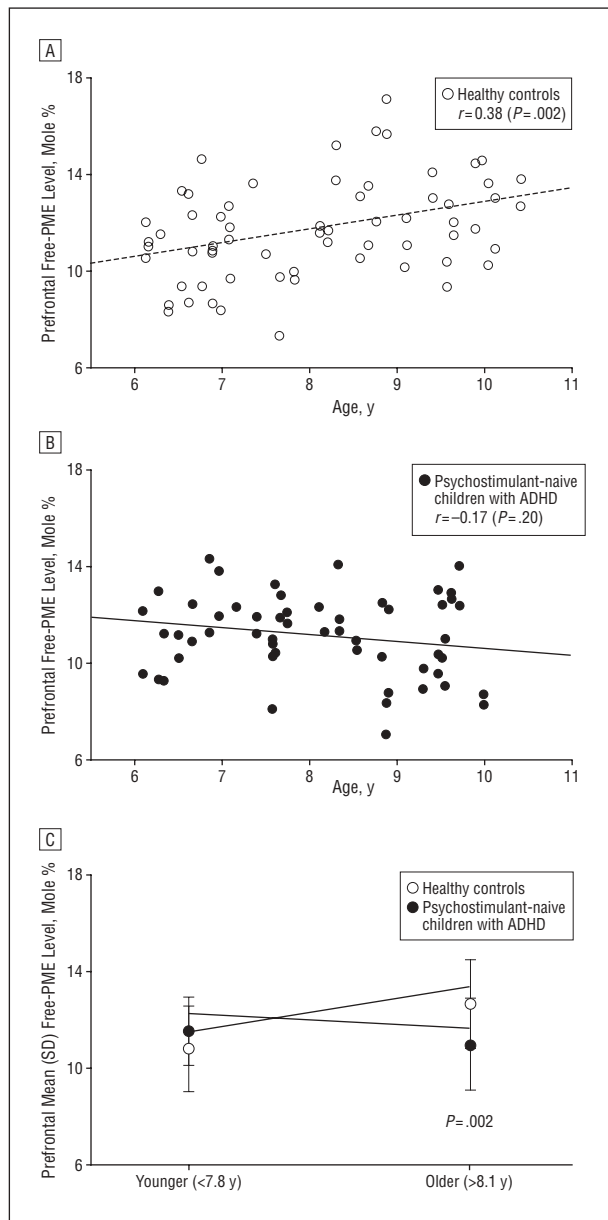 A
Prefrontal Free-PME Level, Mole %
18
14
10
6
Healthy controls
r=0.38 (P=.002)
6 7 8 9 10 11
Age, y
B
Prefrontal Free-PME Level, Mole %
18
14
10
6
Psychostimulant-naive
children with ADHD
r=–0.17 (P=.20)
6 7 8 9 10 11
Age, y
C
Prefrontal Mean (SD) Free-PME Level, Mole %
18
14
10
6
Healthy controls
Psychostimulant-naive
children with ADHD
P=.002
Younger (<7.8 y) Older (>8.1 y)